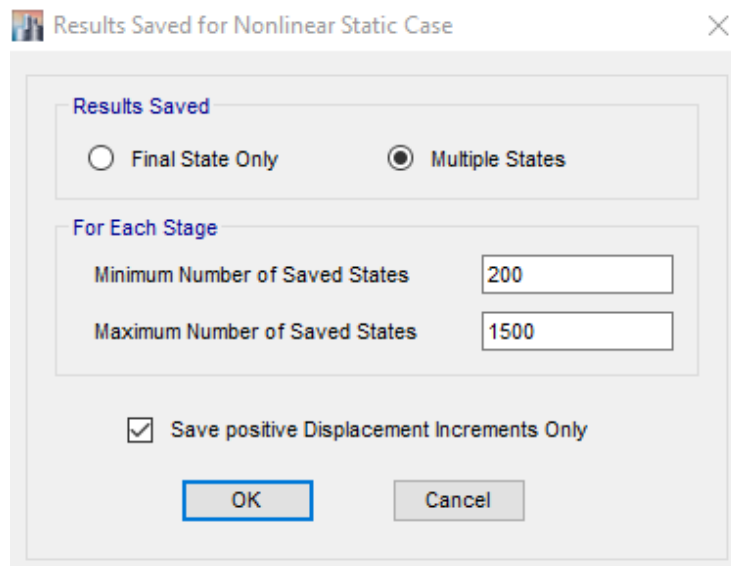 Results Saved for Nonlinear Static Case
Results Saved
Final State Only
Multiple States
For Each Stage
Minimum Number of Saved States
200
Maximum Number of Saved States
1500
Save positive Displacement Increments Only
OK
Cancel